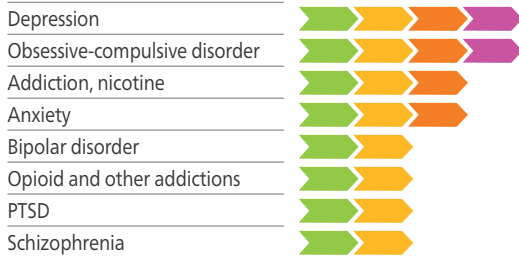 Depression
Obsessive-compulsive disorder
Addiction, nicotine
Anxiety
Bipolar disorder
Opioid and other addictions
PTSD
Schizophrenia